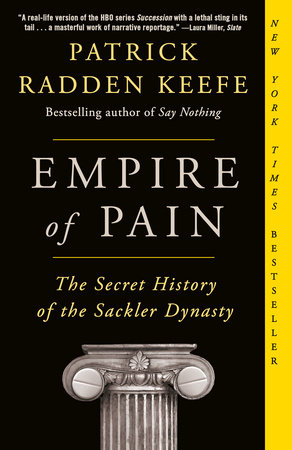 "A real-life version of the HBO series Succession with a lethal sting in its
tail . . . a masterful work of narrative reportage." —Laura Miller, Slate
PATRICK
RADDEN KEEFE
Bestselling author of Say Nothing
EMPIRE
of PAIN
The Secret History
of the Sackler Dynasty
NEW YORK TIMES BESTSELLER